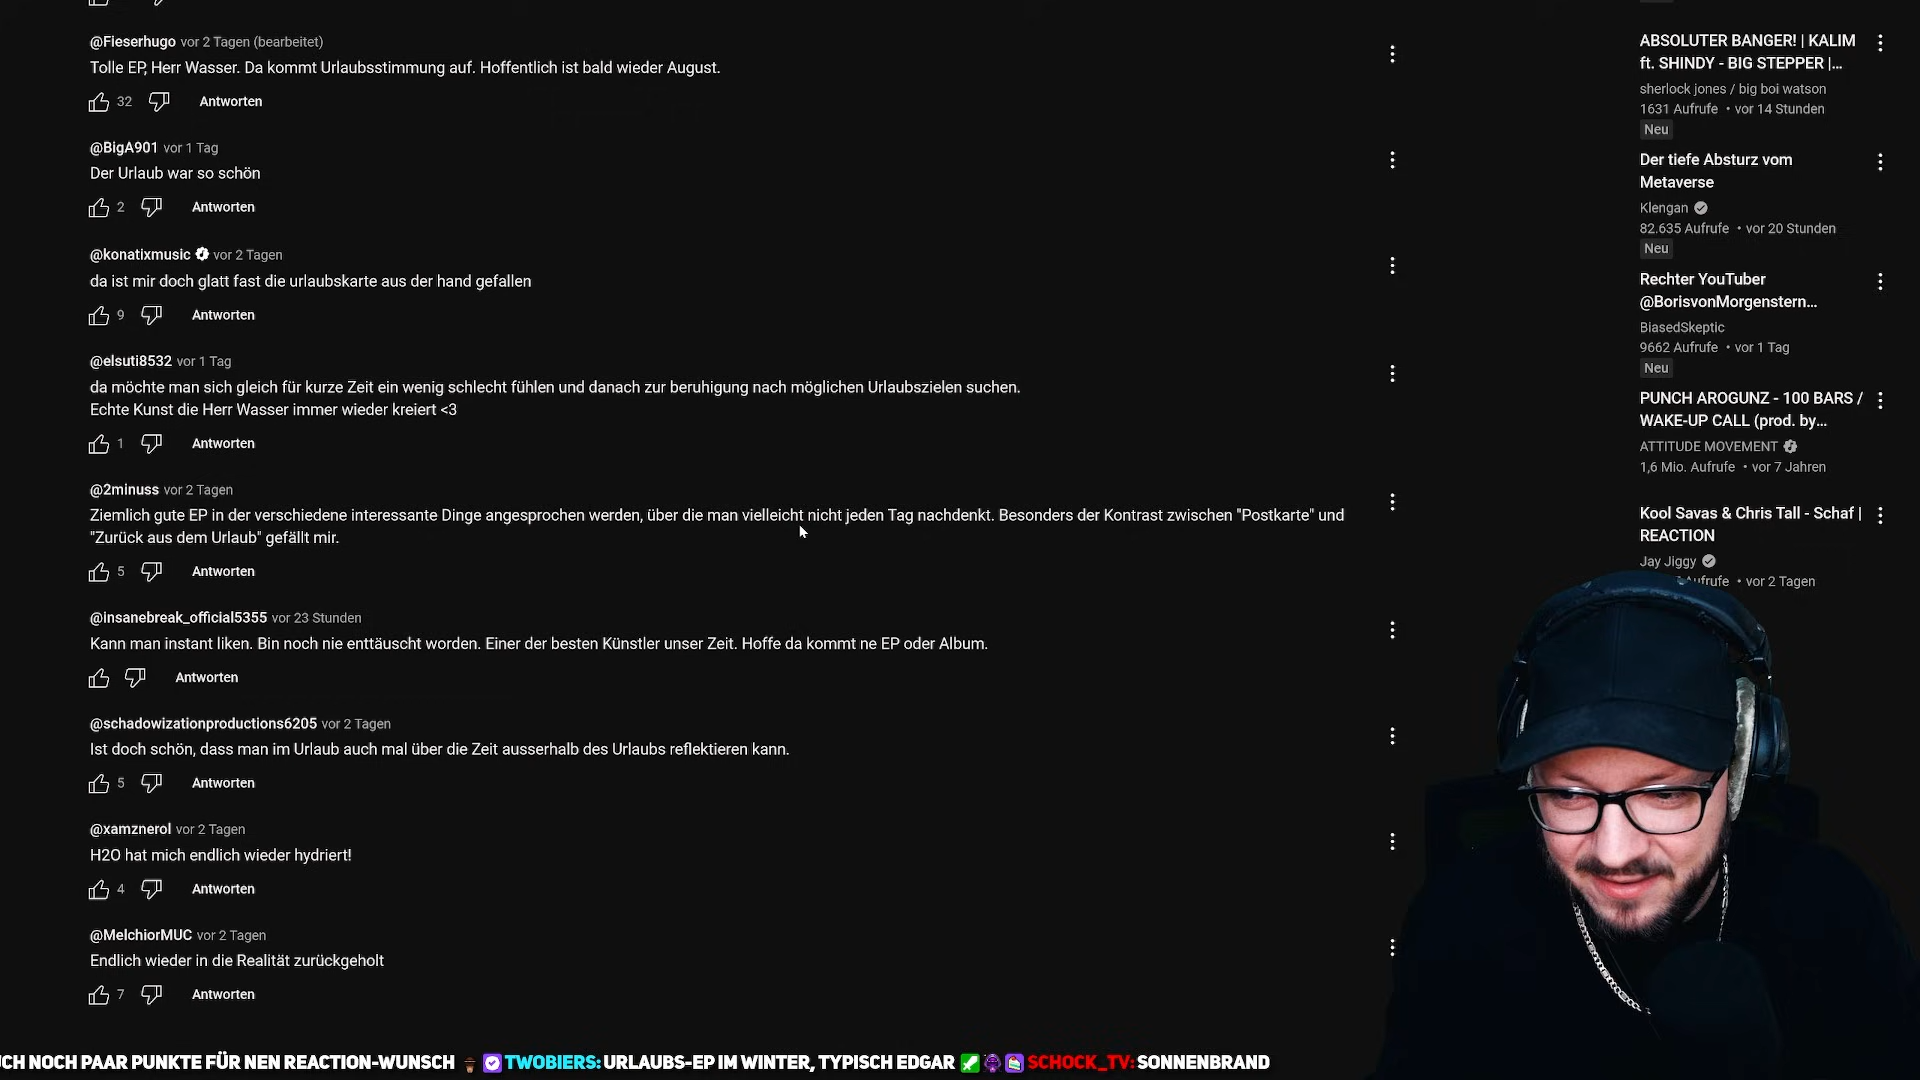 @Fieserhugo vor 2 Tagen (bearbeitet)
Tolle EP, Herr Wasser. Da kommt Urlaubsstimmung auf. Hoffentlich ist bald wieder August.
32 Antworten
@BigA901 vor 1 Tag
Der Urlaub war so schön
2 Antworten
@konatixmusic vor 2 Tagen
da ist mir doch glatt fast die urlaubskarte aus der hand gefallen
9 Antworten
@elsuti8532 vor 1 Tag
da möchte man sich gleich für kurze Zeit ein wenig schlecht fühlen und danach zur beruhigung nach möglichen Urlaubszielen suchen.
Echte Kunst die Herr Wasser immer wieder kreiert <3
1 Antworten
@2minuss vor 2 Tagen
Ziemlich gute EP in der verschiedene interessante Dinge angesprochen werden, über die man vielleicht nicht jeden Tag nachdenkt. Besonders der Kontrast zwischen "Postkarte" und
"Zurück aus dem Urlaub" gefällt mir.
5 Antworten
@insanebreak_official5355 vor 23 Stunden
Kann man instant liken. Bin noch nie enttäuscht worden. Einer der besten Künstler unser Zeit. Hoffe da kommt ne EP oder Album.
Antworten
@schadowizationproductions6205 vor 2 Tagen
Ist doch schön, dass man im Urlaub auch mal über die Zeit ausserhalb des Urlaubs reflektieren kann.
5 Antworten
@xamznerol vor 2 Tagen
H2O hat mich endlich wieder hydriert!
4 Antworten
@MelchiorMUC vor 2 Tagen
Endlich wieder in die Realität zurückgeholt
7 Antworten
ABSOLUTER BANGER! | KALIM
ft. SHINDY - BIG STEPPER |...
sherlock jones / big boi watson
1631 Aufrufe • vor 14 Stunden
Neu
Der tiefe Absturz vom
Metaverse
Klengan
82.635 Aufrufe • vor 20 Stunden
Neu
Rechter YouTuber
@BorisvonMorgenstern...
BiasedSkeptic
9662 Aufrufe • vor 1 Tag
Neu
PUNCH AROGUNZ - 100 BARS /
WAKE-UP CALL (prod. by...
ATTITUDE MOVEMENT
1,6 Mio. Aufrufe • vor 7 Jahren
Kool Savas & Chris Tall - Schaf |
REACTION
Jay Jiggy
Aufrufe • vor 2 Tagen
UCH NOCH PAAR PUNKTE FÜR NEN REACTION-WUNSCH TWOBIERS: URLAUBS-EP IM WINTER, TYPISCH EDGAR SCHOCK_TV: SONNENBRAND